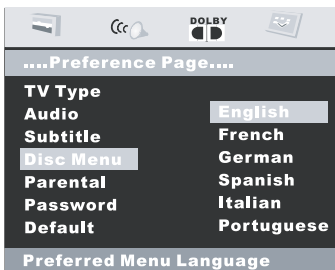 DOLBY
....Preference Page....
TV Type
Audio
English
Subtitle
French
Disc Menu
German
Parental
Spanish
Password
Italian
Default
Portuguese
Preferred Menu Language